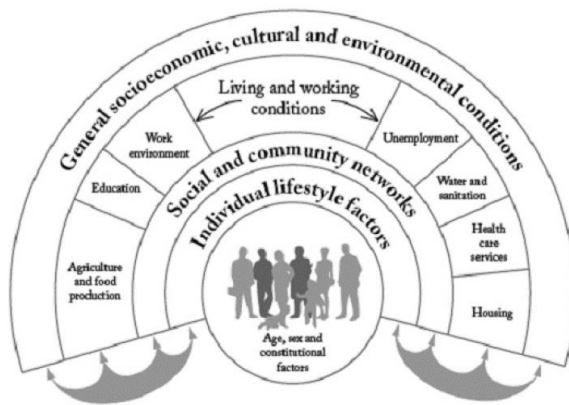 General socioeconomic, cultural and environmental conditions
Living and working
conditions
Work
environment
Unemployment
Education
Water and
sanitation
Agriculture
and food
production
Health
care
services
Housing
Social and community networks
Individual lifestyle factors
Age, sex and
constitutional
factors